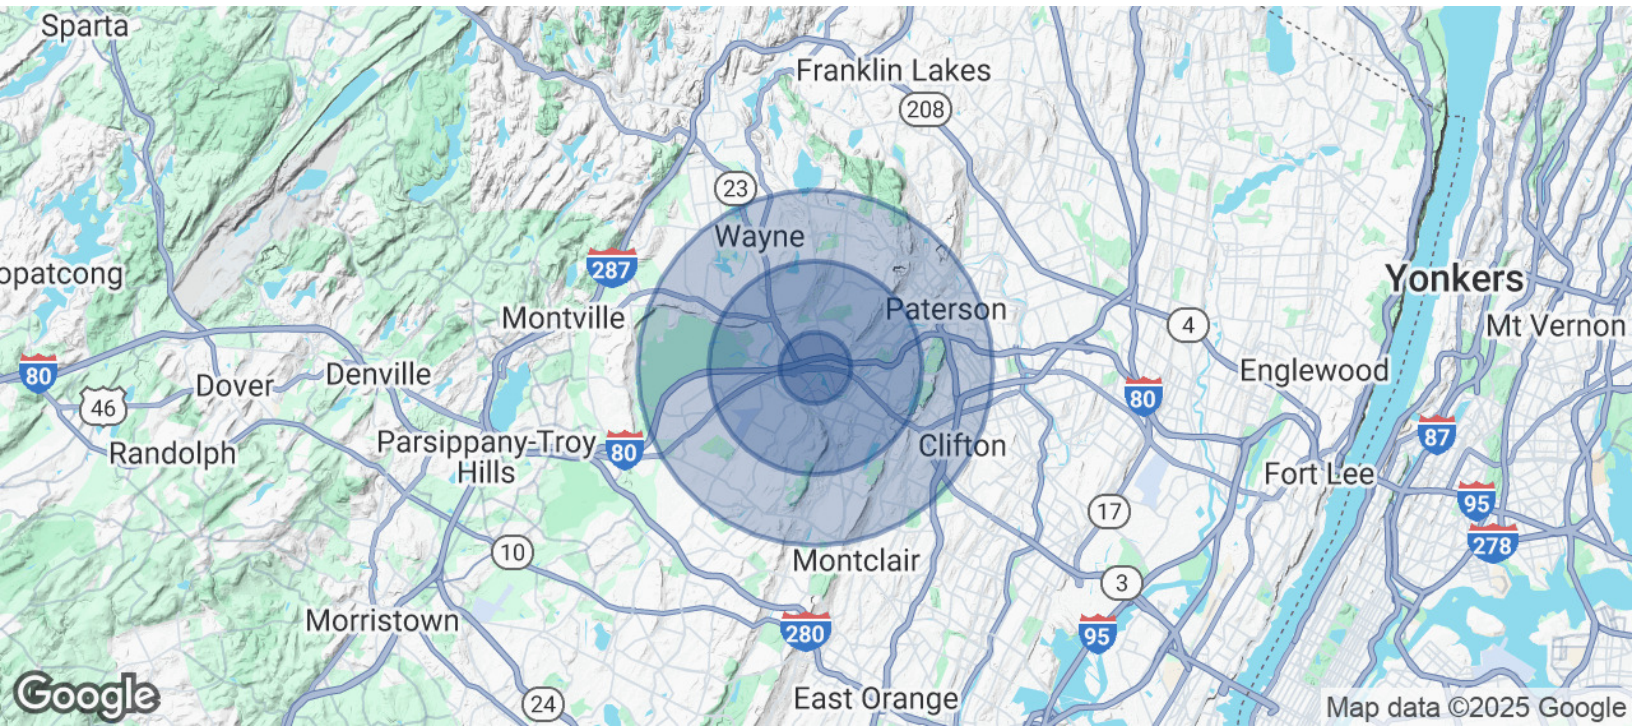 Sparta
Franklin Lakes
208
23
Wayne
287
opatcong
Yonkers
Montville
Paterson
4
Mt Vernon
80
46
Dover
Denville
Englewood
80
87
Randolph
Parsippany-Troy
Hills
80
Clifton
Fort Lee
95
17
278
10
Montclair
3
Morristown
280
95
24
East Orange
Google
Map data ©2025 Google